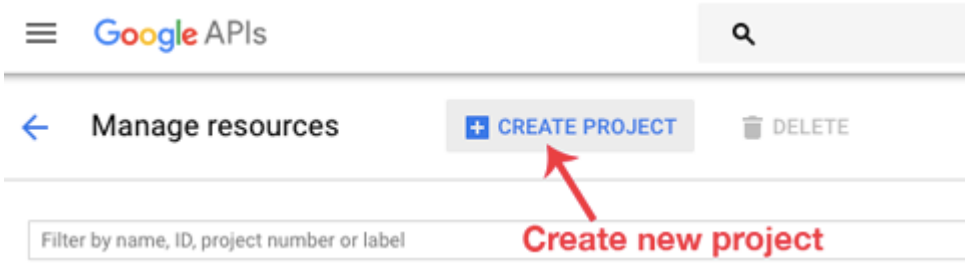 Google APIs
Manage resources
CREATE PROJECT
DELETE
Filter by name, ID, project number or label
Create new project